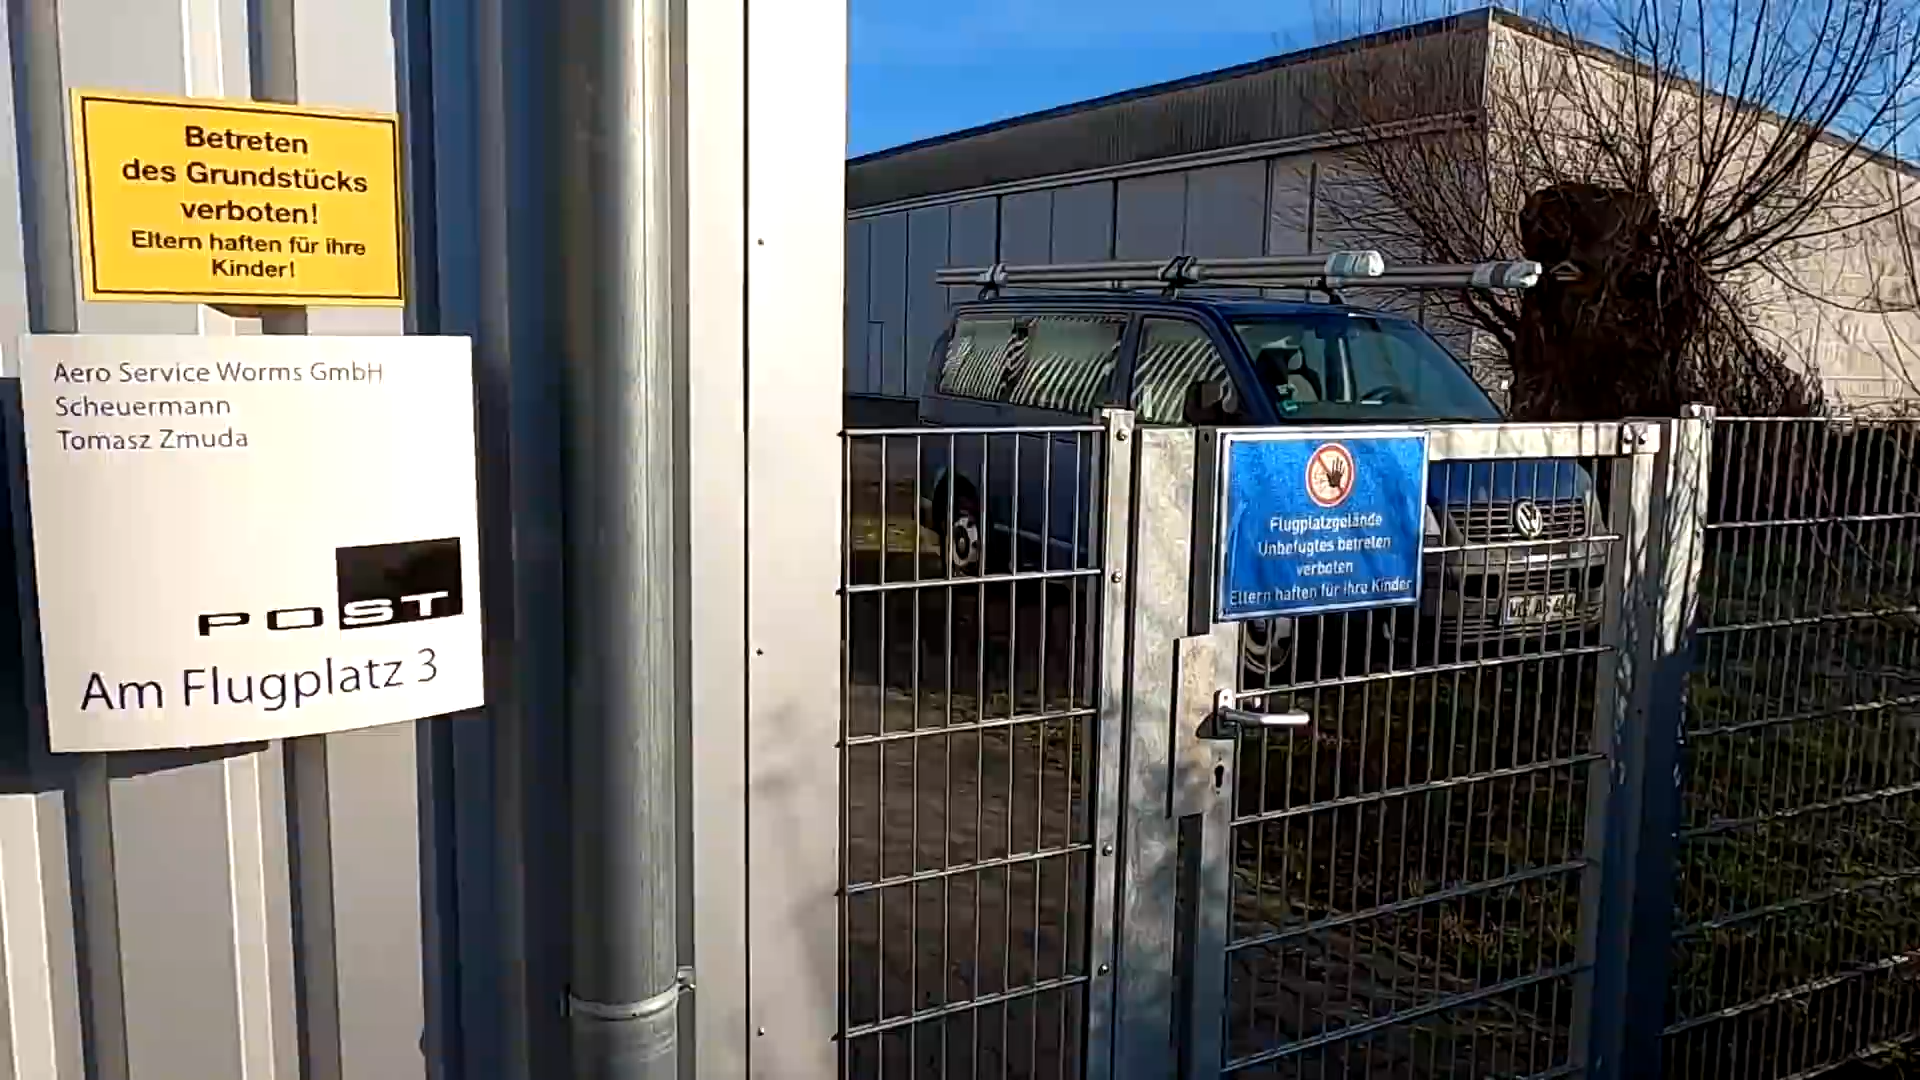 Betreten
des Grundstücks
verboten!
Eltern haften für ihre
Kinder!
Aero Service Worms GmbH
Scheuermann
Tomasz Zmuda
POST
Am Flugplatz 3
Flugplatzgelände
Unbefugtes betreten
verboten
Eltern haften für ihre Kinder